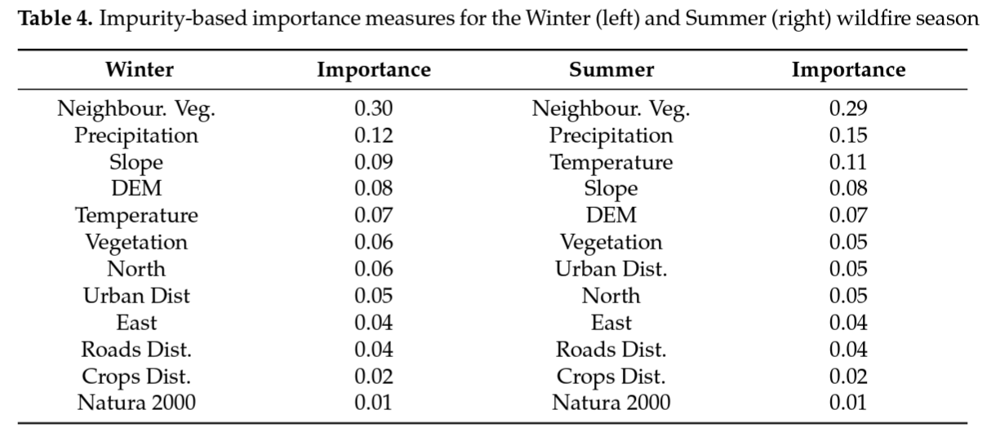 Table 4. Impurity-based importance measures for the Winter (left) and Summer (right) wildfire season
Winter Importance Summer Importance
Neighbour. Veg. 0.30 Neighbour. Veg. 0.29
Precipitation 0.12 Precipitation 0.15
Slope 0.09 Temperature 0.11
DEM 0.08 Slope 0.08
Temperature 0.07 DEM 0.07
Vegetation 0.06 Vegetation 0.05
North 0.06 Urban Dist. 0.05
Urban Dist 0.05 North 0.05
East 0.04 East 0.04
Roads Dist. 0.04 Roads Dist. 0.04
Crops Dist. 0.02 Crops Dist. 0.02
Natura 2000 0.01 Natura 2000 0.01